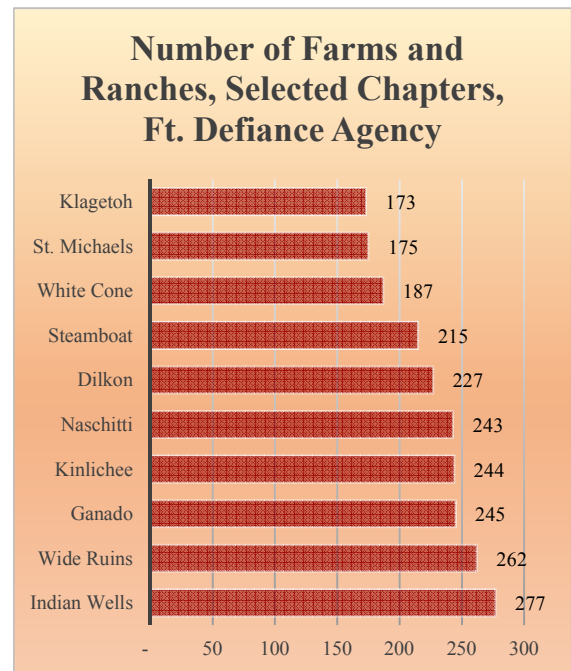 Number of Farms and
Ranches, Selected Chapters,
Ft. Defiance Agency
Klagetoh 173
St. Michaels 175
White Cone 187
Steamboat 215
Dilkon 227
Naschitti 243
Kinlichee 244
Ganado 245
Wide Ruins 262
Indian Wells 277
- 50 100 150 200 250 300